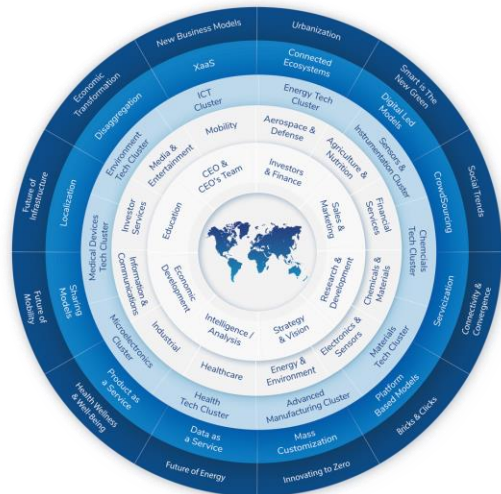 Urbanization
Smart is The
New Green
Social Trends
Connectivity &
Convergence
Bricks & Clicks
Innovating to Zero
Future of Energy
Health Wellness
& Well-Being
Future of
Mobility
Future of
Infrastructure
Economic
Transformation
New Business Models
Connected
Ecosystems
Digital Led
Models
CrowdSourcing
Servicization
Platform
Based Models
Mass
Customization
Data as
a Service
Product as
a Service
Sharing
Models
Localization
Disaggregation
XaaS
Energy Tech
Cluster
Sensors &
Instrumentation Cluster
Chemcials
Tech Cluster
Materials
Tech Cluster
Advanced
Manufacturing Cluster
Health
Tech Cluster
Microelectronics
Cluster
Medical Devices
Tech Cluster
Environment
Tech Cluster
ICT
Cluster
Aerospace &
Defense
Agriculture &
Nutrition
Financial
Services
Chemicals &
Materials
Electronics &
Sensors
Energy &
Environment
Healthcare
Industrial
Information &
Communications
Investor
Services
Media &
Entertainment
Mobility
Investors
& Finance
Sales &
Marketing
Research &
Development
Strategy
& Vision
Intelligence /
Analysis
Economic
Development
Education
CEO &
CEO's Team